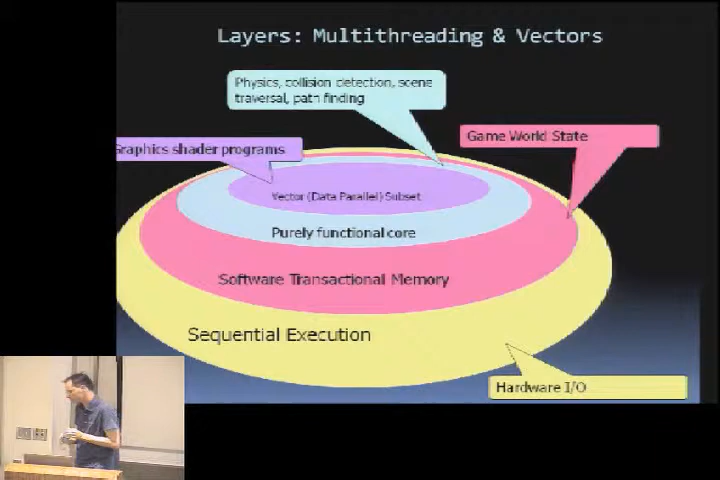 Layers: Multithreading & Vectors
Physics, collision detection, scene
traversal, path finding
Game World State
Graphics shader programs
Vector (Data Parallel) Subset
Purely functional core
Software Transactional Memory
Sequential Execution
Hardware I/O